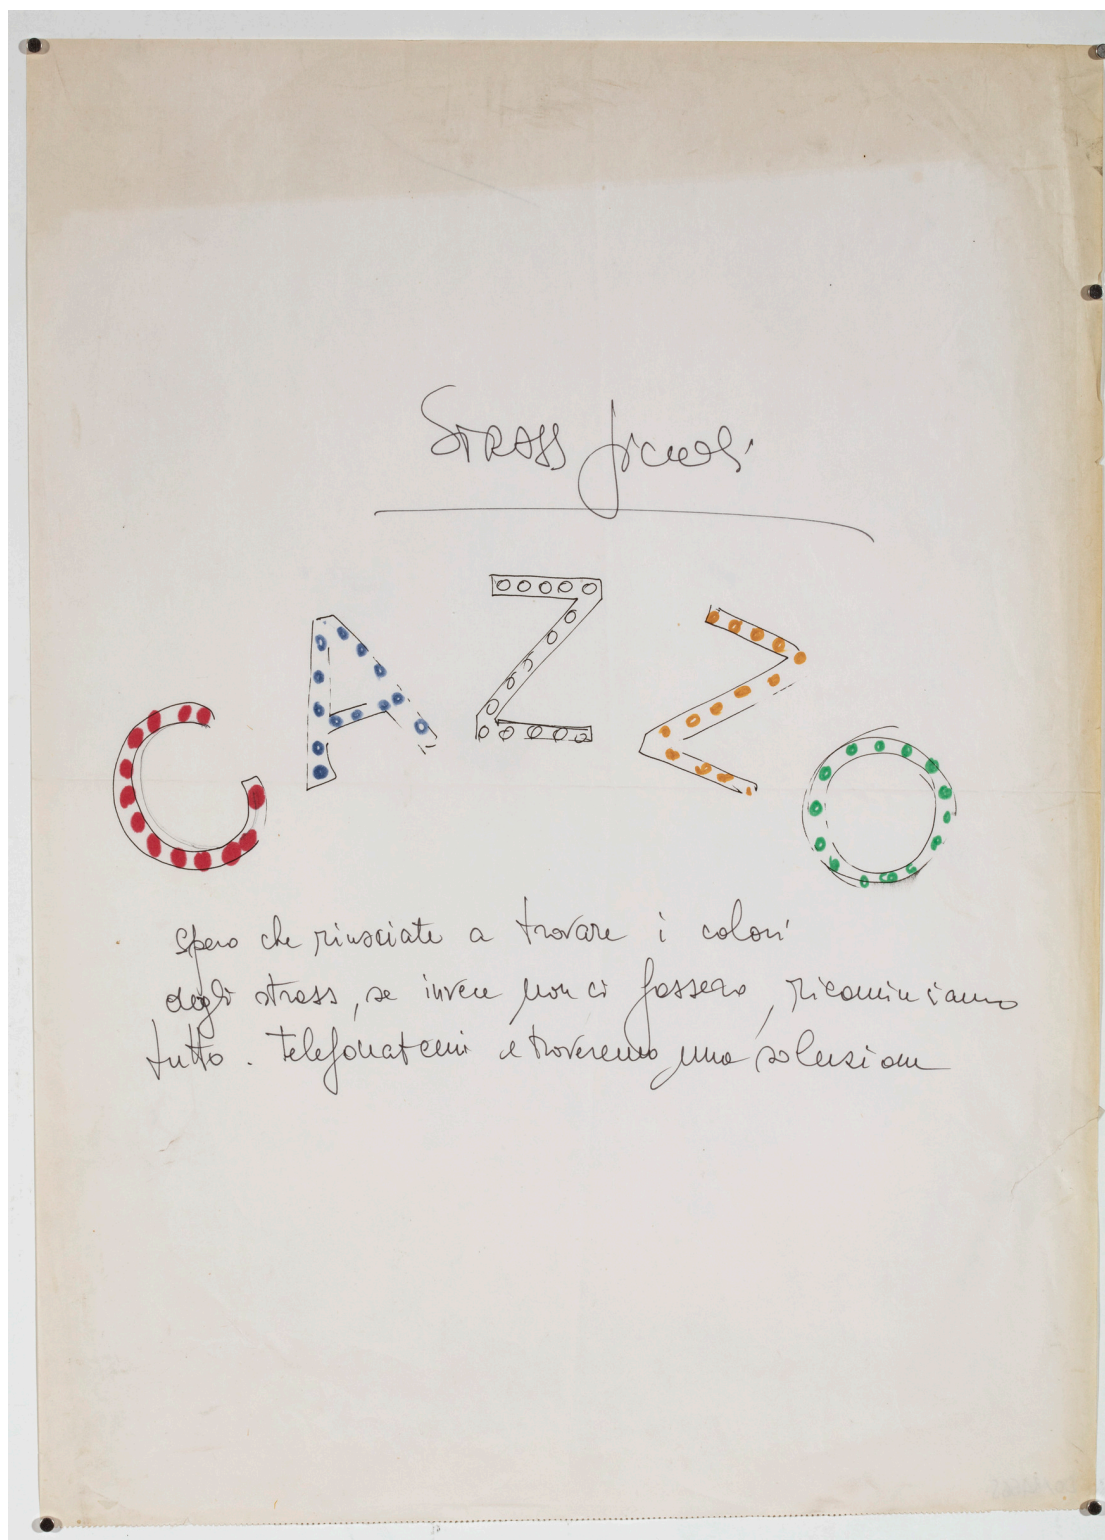 STRASS piccoli
CAZZO
spero che riusciate a trovare i colori
degli strass, se invece non ci fossero, ricominciamo
tutto. telefonatemi e troveremo una soluzione